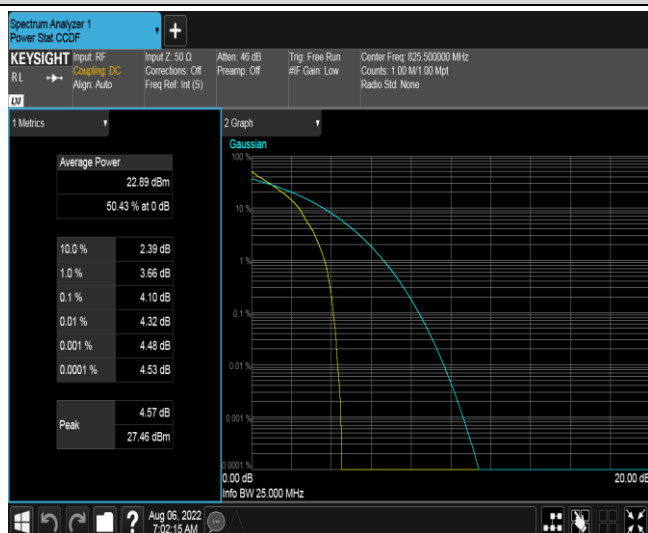 Spectrum Analyzer 1
Power Stat CCDF
+
KEYSIGHT
RL
LXI
Input: RF
Coupling: DC
Align: Auto
Input Z: 50 Ω
Corrections: Off
Freq Ref: Int (S)
Atten: 46 dB
Preamp: Off
Trig: Free Run
#IF Gain: Low
Center Freq: 825.500000 MHz
Counts: 1.00 M/1.00 Mpt
Radio Std: None
1 Metrics
Average Power
22.89 dBm
50.43 % at 0 dB
10.0 % 2.39 dB
1.0 % 3.66 dB
0.1 % 4.10 dB
0.01 % 4.32 dB
0.001 % 4.48 dB
0.0001 % 4.53 dB
Peak
4.57 dB
27.46 dBm
2 Graph
Gaussian
100 %
10 %
1 %
0.1 %
0.01 %
0.001 %
0.0001 %
0.00 dB
20.00 dB
Info BW 25.000 MHz
?
Aug 06, 2022
7:02:15 AM